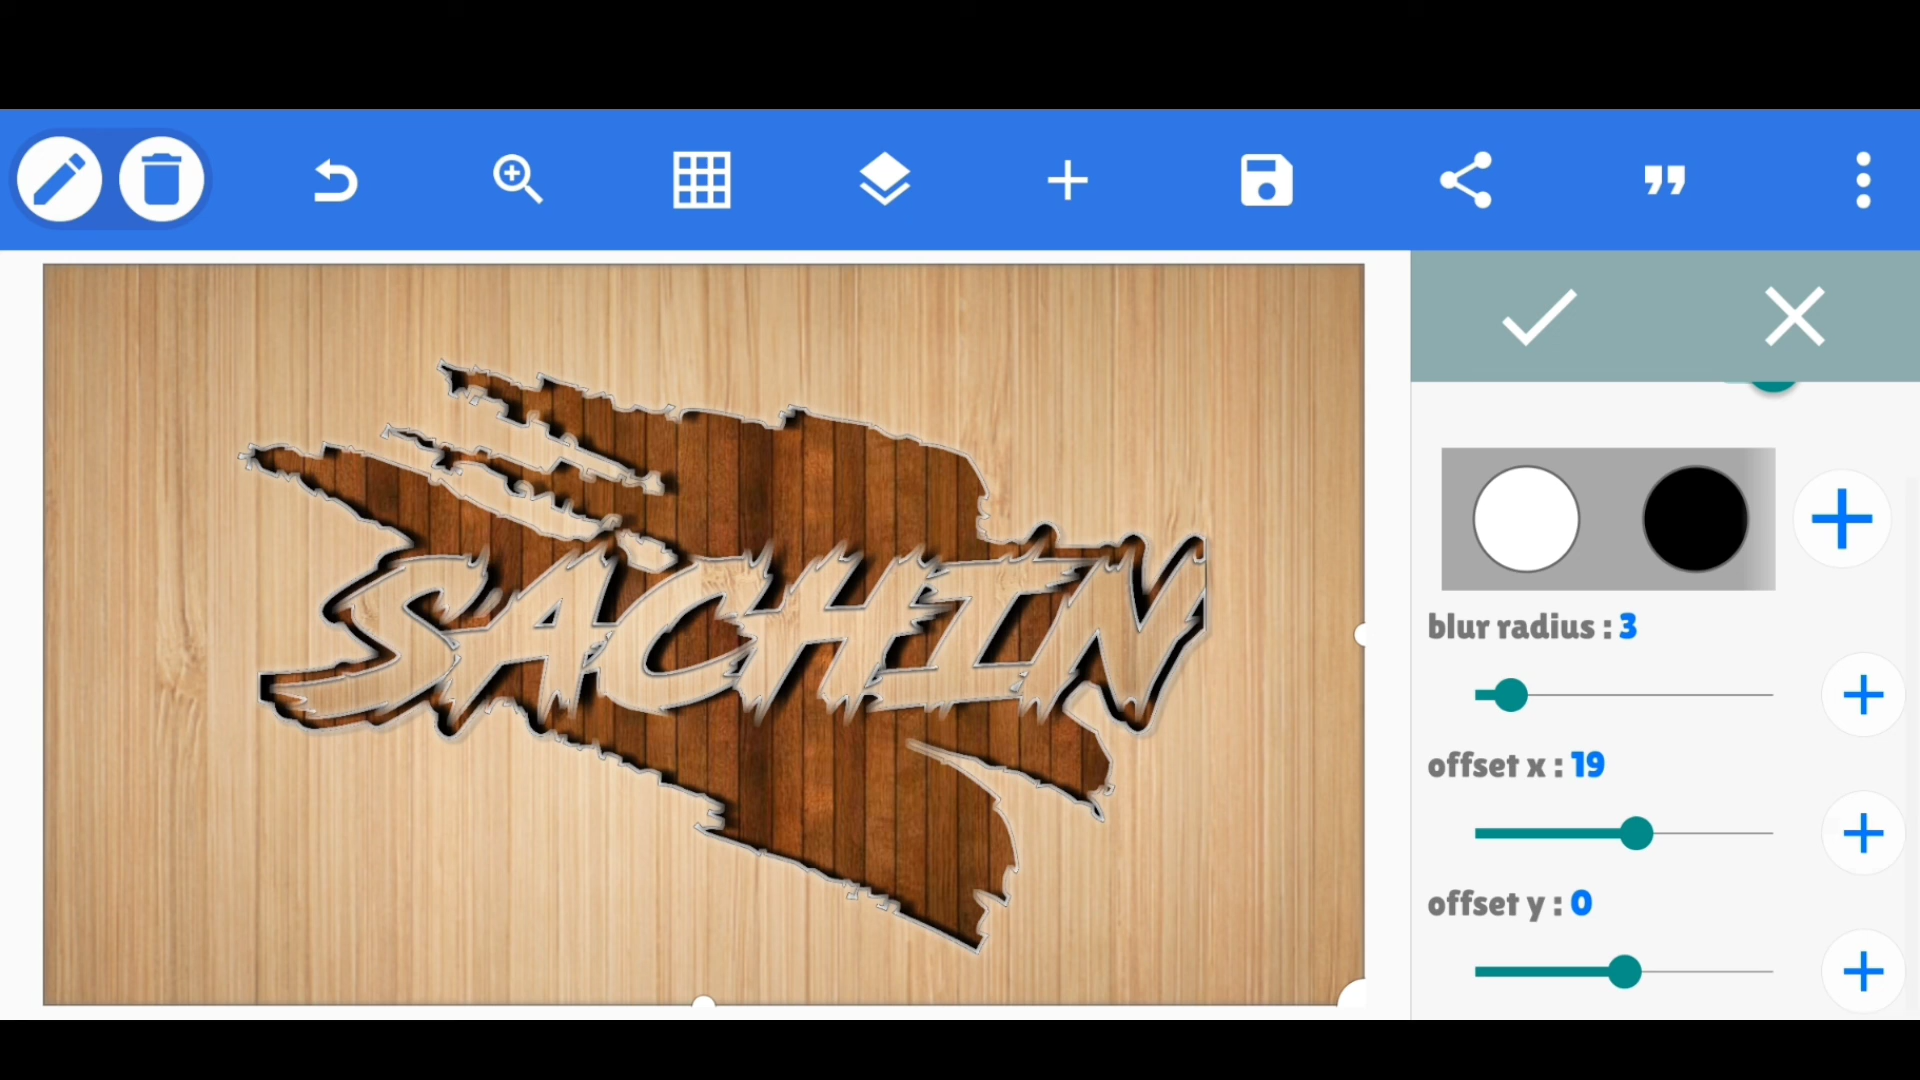 SACHIN
blur radius : 3
offset x : 19
offset y : 0